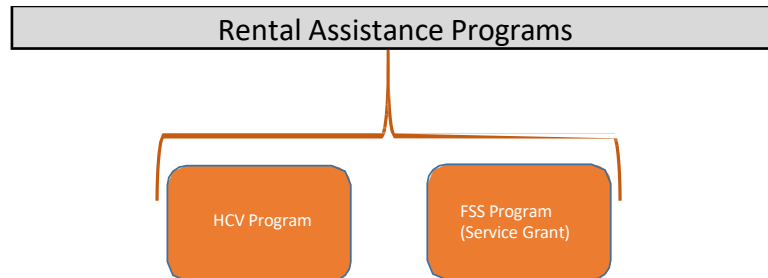 Rental Assistance Programs
HCV Program
FSS Program
(Service Grant)